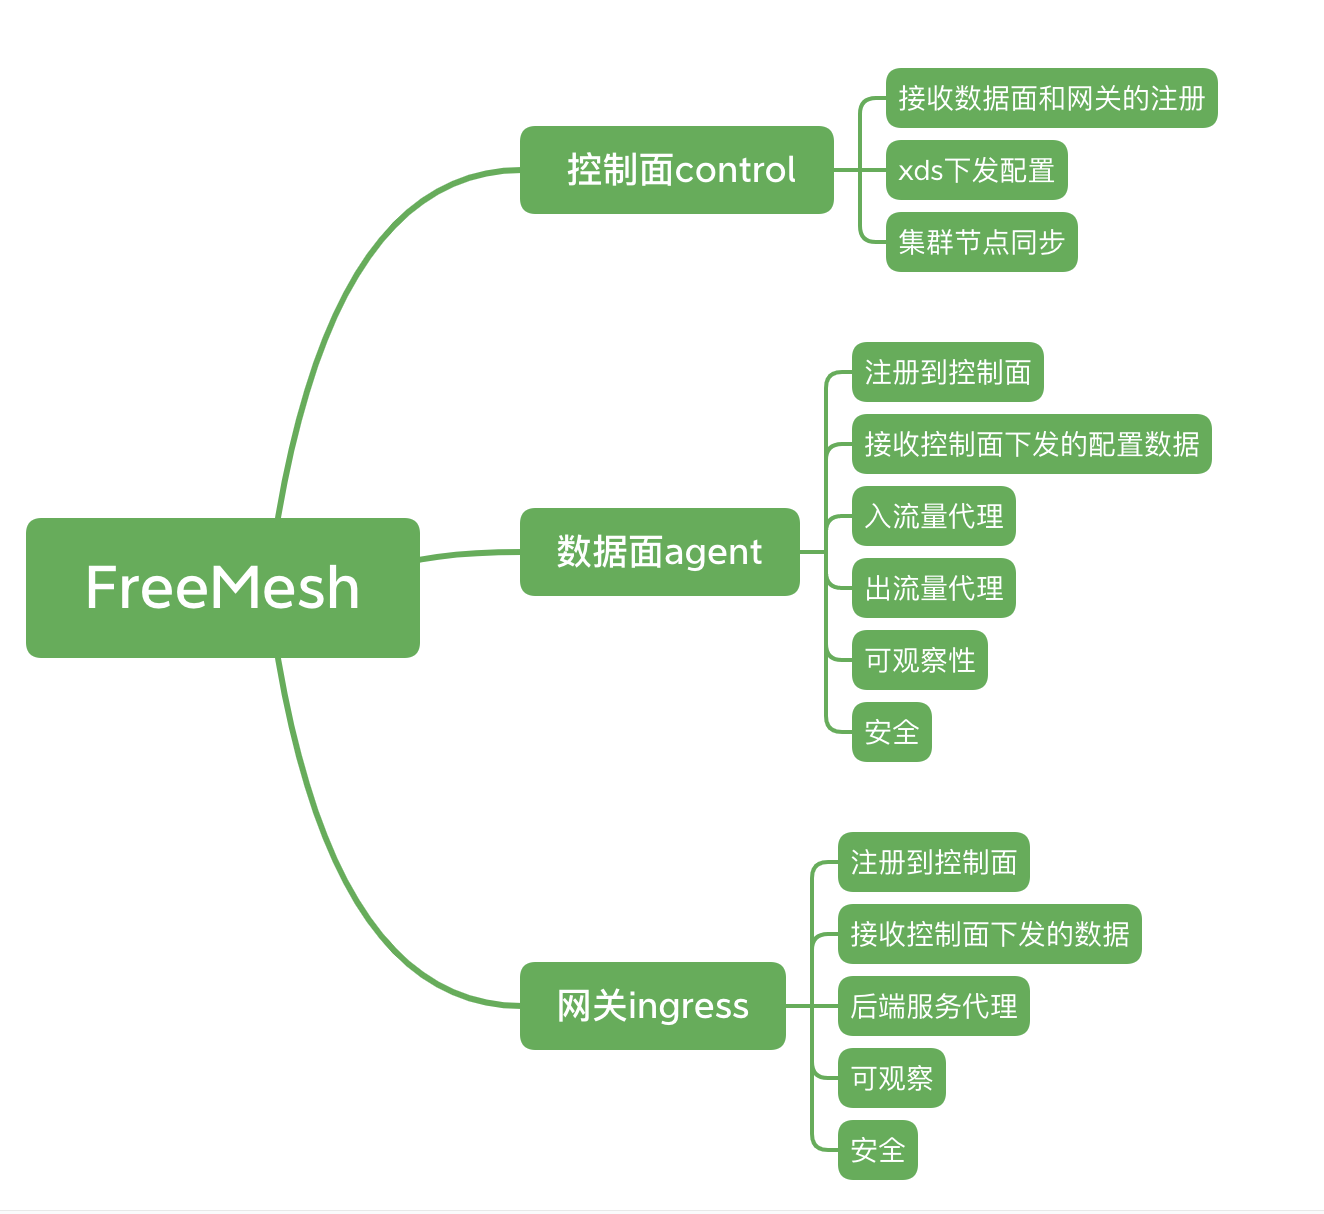 FreeMesh
控制面control
接收数据面和网关的注册
xds下发配置
集群节点同步
数据面agent
注册到控制面
接收控制面下发的配置数据
入流量代理
出流量代理
可观察性
安全
网关ingress
注册到控制面
接收控制面下发的数据
后端服务代理
可观察
安全